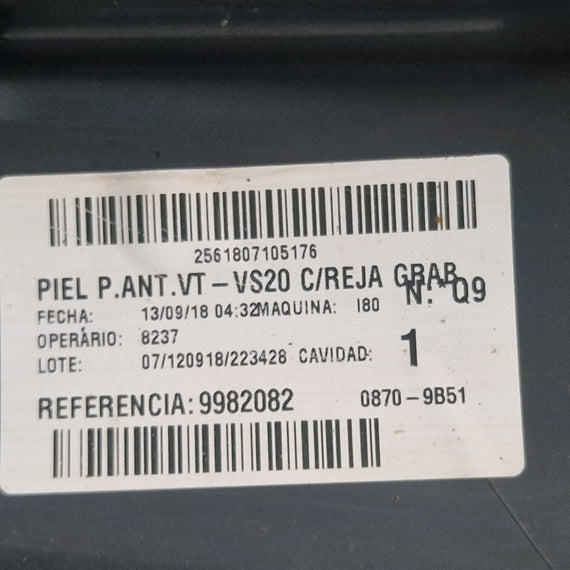 2561807105176
PIEL P.ANT.VT-VS20 C/REJA GRAB.
N.° Q9
FECHA: 13/09/18 04:32 MAQUINA: I80
OPERÁRIO: 8237
LOTE: 07/120918/223428 CAVIDAD: 1
REFERENCIA: 9982082 0870-9B51